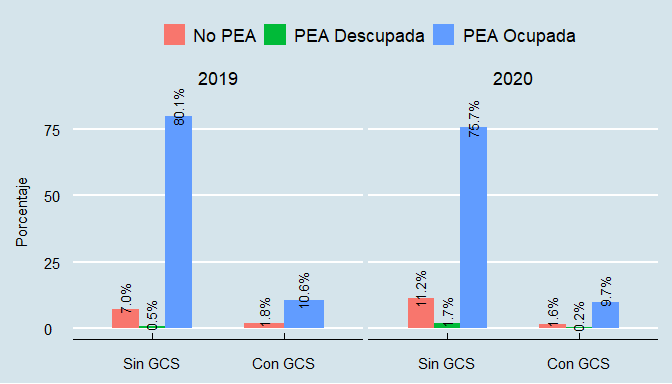 No PEA PEA Descupada PEA Ocupada
2019 2020
Porcentaje
75
50
25
0
7.0% 0.5% 80.1% 1.8% 10.6%
11.2% 1.7% 75.7% 1.6% 0.2% 9.7%
Sin GCS Con GCS Sin GCS Con GCS